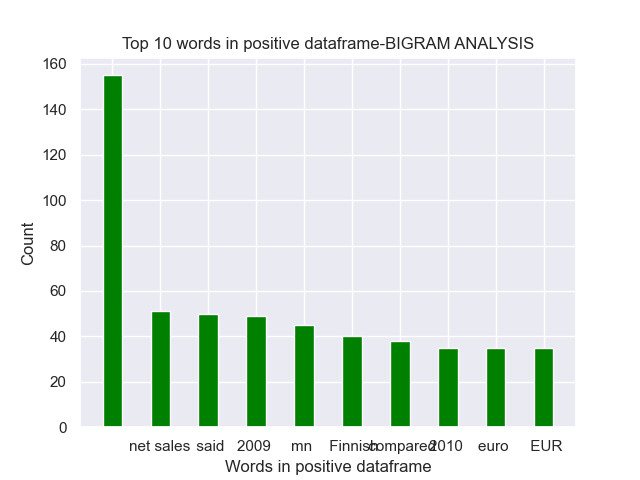 Top 10 words in positive dataframe-BIGRAM ANALYSIS
160
140
120
100
80
60
40
20
0
Count
net sales said 2009 mn Finnish compared 2010 euro EUR
Words in positive dataframe